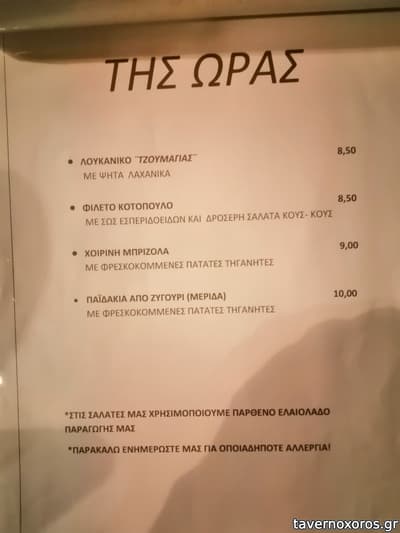 ΤΗΣ ΩΡΑΣ
• ΛΟΥΚΑΝΙΚΟ ¨ΤΖΟΥΜΑΓΙΑΣ¨ 8,50
ΜΕ ΨΗΤΑ ΛΑΧΑΝΙΚΑ
• ΦΙΛΕΤΟ ΚΟΤΟΠΟΥΛΟ 8,50
ΜΕ ΣΩΣ ΕΣΠΕΡΙΔΟΕΙΔΩΝ ΚΑΙ ΔΡΟΣΕΡΗ ΣΑΛΑΤΑ ΚΟΥΣ- ΚΟΥΣ
• ΧΟΙΡΙΝΗ ΜΠΡΙΖΟΛΑ 9,00
ΜΕ ΦΡΕΣΚΟΚΟΜΜΕΝΕΣ ΠΑΤΑΤΕΣ ΤΗΓΑΝΗΤΕΣ
• ΠΑΪΔΑΚΙΑ ΑΠΟ ΖΥΓΟΥΡΙ (ΜΕΡΙΔΑ) 10,00
ΜΕ ΦΡΕΣΚΟΚΟΜΜΕΝΕΣ ΠΑΤΑΤΕΣ ΤΗΓΑΝΗΤΕΣ
*ΣΤΙΣ ΣΑΛΑΤΕΣ ΜΑΣ ΧΡΗΣΙΜΟΠΟΙΟΥΜΕ ΠΑΡΘΕΝΟ ΕΛΑΙΟΛΑΔΟ
ΠΑΡΑΓΩΓΗΣ ΜΑΣ
*ΠΑΡΑΚΑΛΩ ΕΝΗΜΕΡΩΣΤΕ ΜΑΣ ΓΙΑ ΟΠΟΙΑΔΗΠΟΤΕ ΑΛΛΕΡΓΙΑ!
tavernoxoros.gr